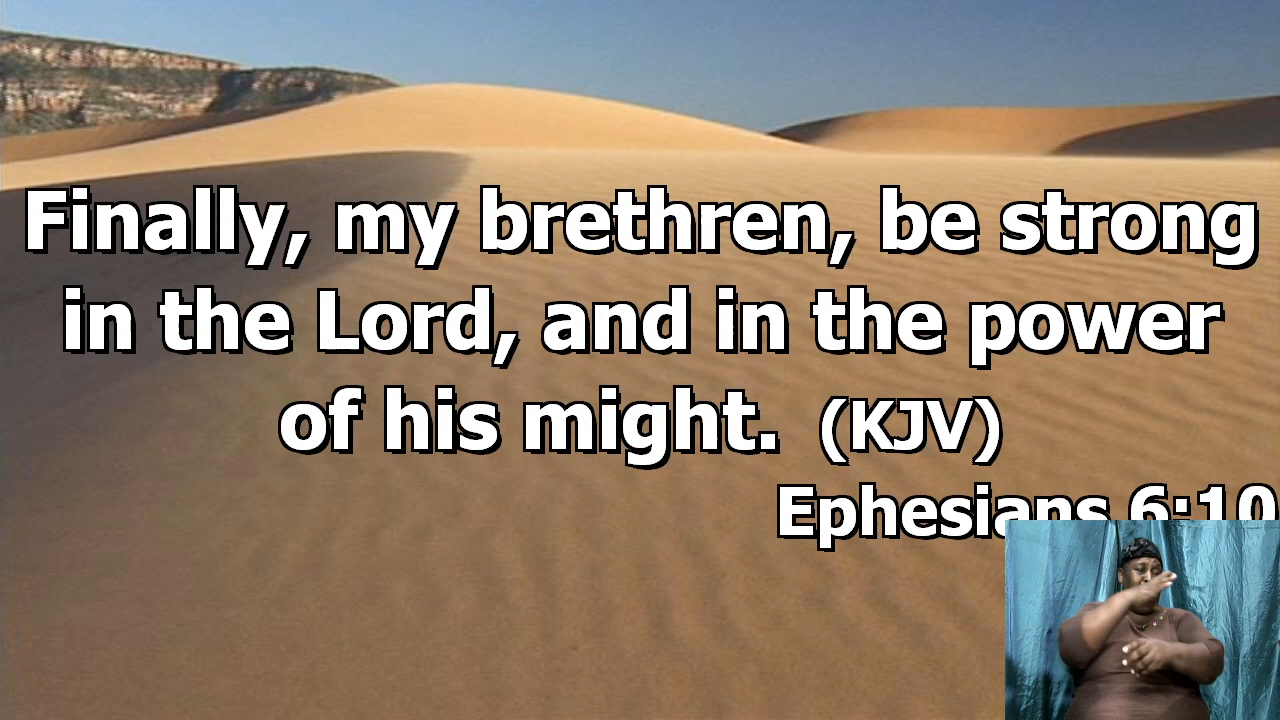 Finally, my brethren, be strong
in the Lord, and in the power
of his might. (KJV)
Ephesians 6:10